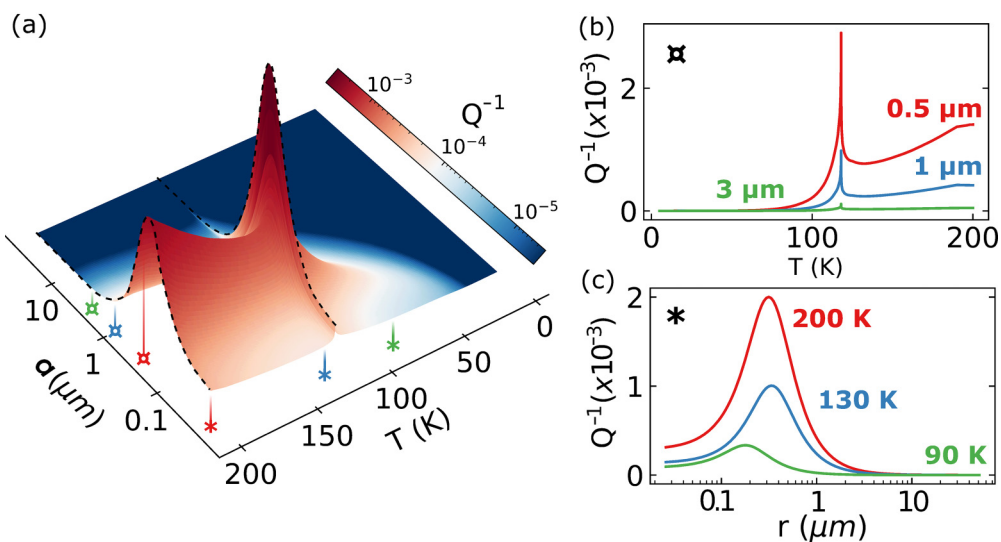 (a)
10⁻³
Q⁻¹
10⁻⁴
10⁻⁵
10
1
0.1
a(μm)
200
150
100
50
0
T (K)
(b)
Q⁻¹(x10⁻³)
2
0
0.5 μm
1 μm
3 μm
0
100
200
T (K)
(c)
Q⁻¹(x10⁻³)
2
1
0
200 K
130 K
90 K
0.1
1
10
r (μm)